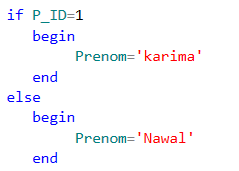 if P_ID=1
begin
Prenom='karima'
end
else
begin
Prenom='Nawal'
end